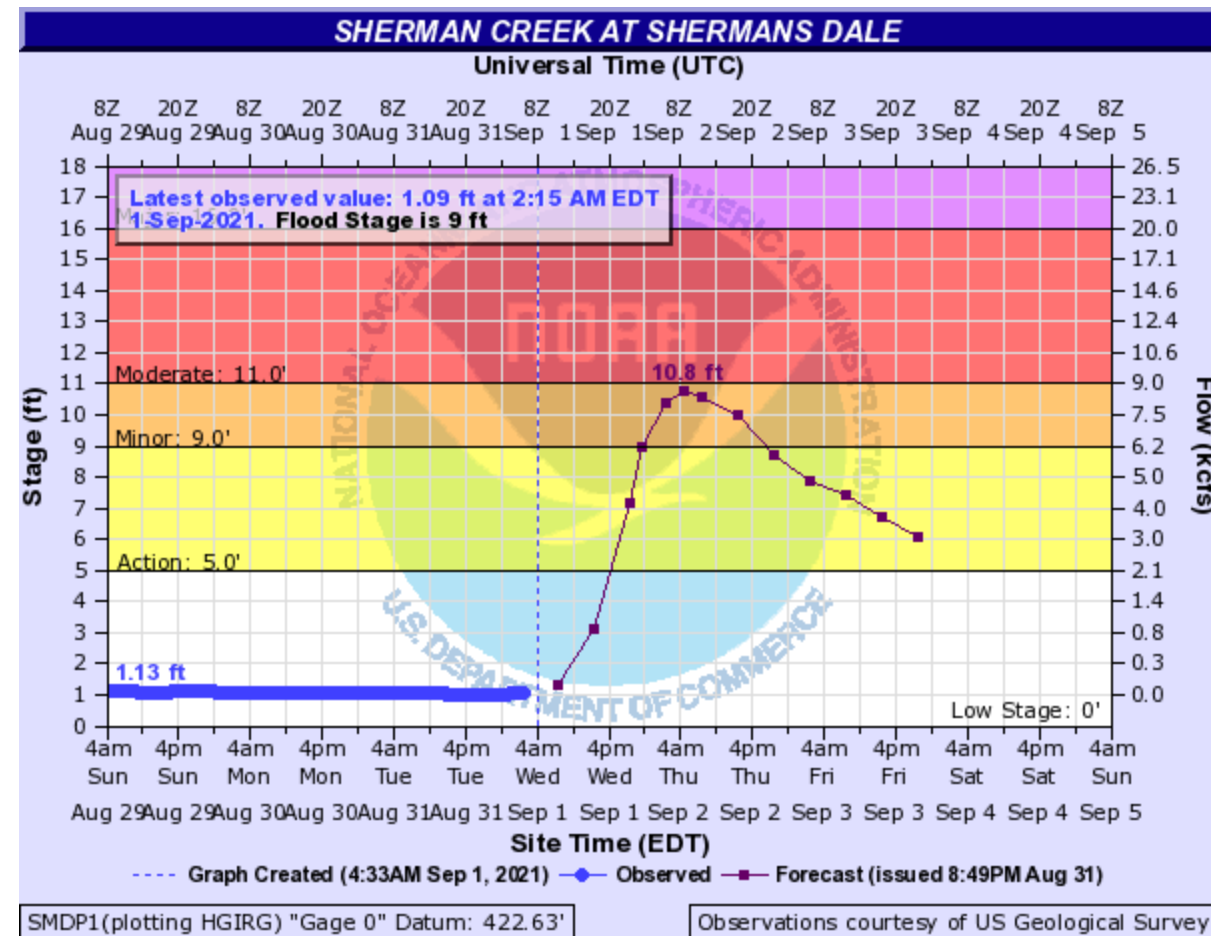 SHERMAN CREEK AT SHERMANS DALE
Universal Time (UTC)
8Z 20Z 8Z 20Z 8Z 20Z 8Z 20Z 8Z 20Z 8Z 20Z 8Z 20Z 8Z
Aug 29 Aug 29 Aug 30 Aug 30 Aug 31 Aug 31 Sep 1 Sep 1 Sep 2 Sep 2 Sep 3 Sep 3 Sep 4 Sep 4 Sep 5
Latest observed value: 1.09 ft at 2:15 AM EDT
1-Sep-2021. Flood Stage is 9 ft
18 26.5
17 23.1
16 20.0
15 17.1
14 14.6
13 12.4
12 10.6
Moderate: 11.0'
10.8 ft
11 9.0
10 7.5
Minor: 9.0'
9 6.2
8 5.0
7 4.0
6 3.0
Action: 5.0'
5 2.1
4 1.4
3 0.8
2 0.3
1.13 ft
1 0.0
Low Stage: 0'
0
Stage (ft)
Flow (kcfs)
NATIONAL OCEANIC AND ATMOSPHERIC ADMINISTRATION
NOAA
U.S. DEPARTMENT OF COMMERCE
4am 4pm 4am 4pm 4am 4pm 4am 4pm 4am 4pm 4am 4pm 4am 4pm 4am
Sun Sun Mon Mon Tue Tue Wed Wed Thu Thu Fri Fri Sat Sat Sun
Aug 29 Aug 29 Aug 30 Aug 30 Aug 31 Aug 31 Sep 1 Sep 1 Sep 2 Sep 2 Sep 3 Sep 3 Sep 4 Sep 4 Sep 5
Site Time (EDT)
Graph Created (4:33AM Sep 1, 2021) Observed Forecast (issued 8:49PM Aug 31)
SMDP1(plotting HGIRG) "Gage 0" Datum: 422.63'
Observations courtesy of US Geological Survey